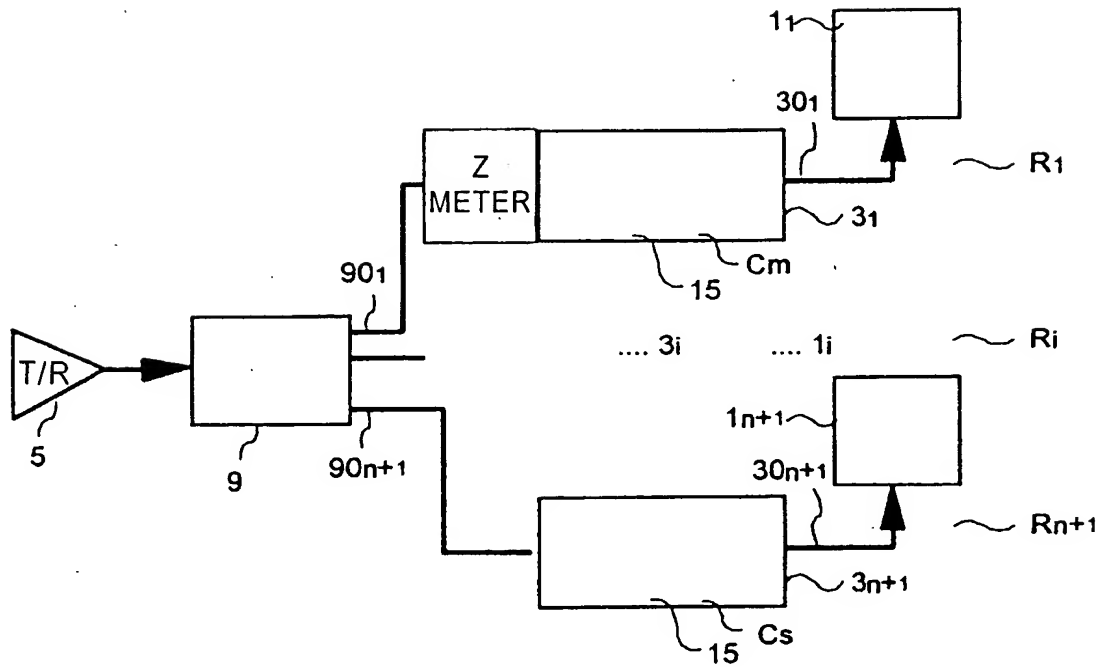 1₁
30₁
R₁
Z
METER
3₁
Cm
15
90₁
.... 3i
.... 1i
Ri
T/R
5
9
90n+1
1n+1
30n+1
Rn+1
3n+1
Cs
15